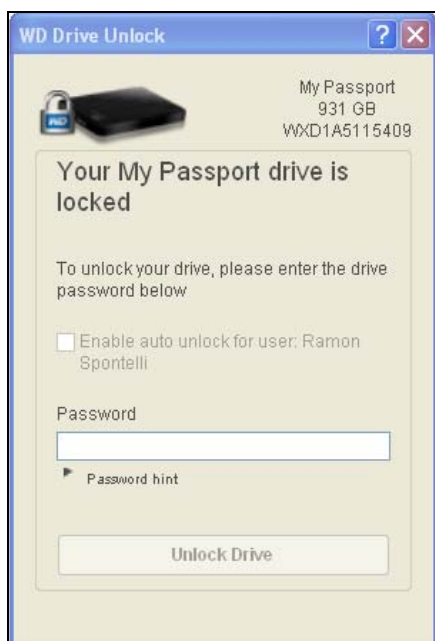 WD Drive Unlock
?
My Passport
931 GB
WXD1A5115409
WD
Your My Passport drive is
locked
To unlock your drive, please enter the drive
password below
Enable auto unlock for user: Ramon
Spontelli
Password
Password hint
Unlock Drive